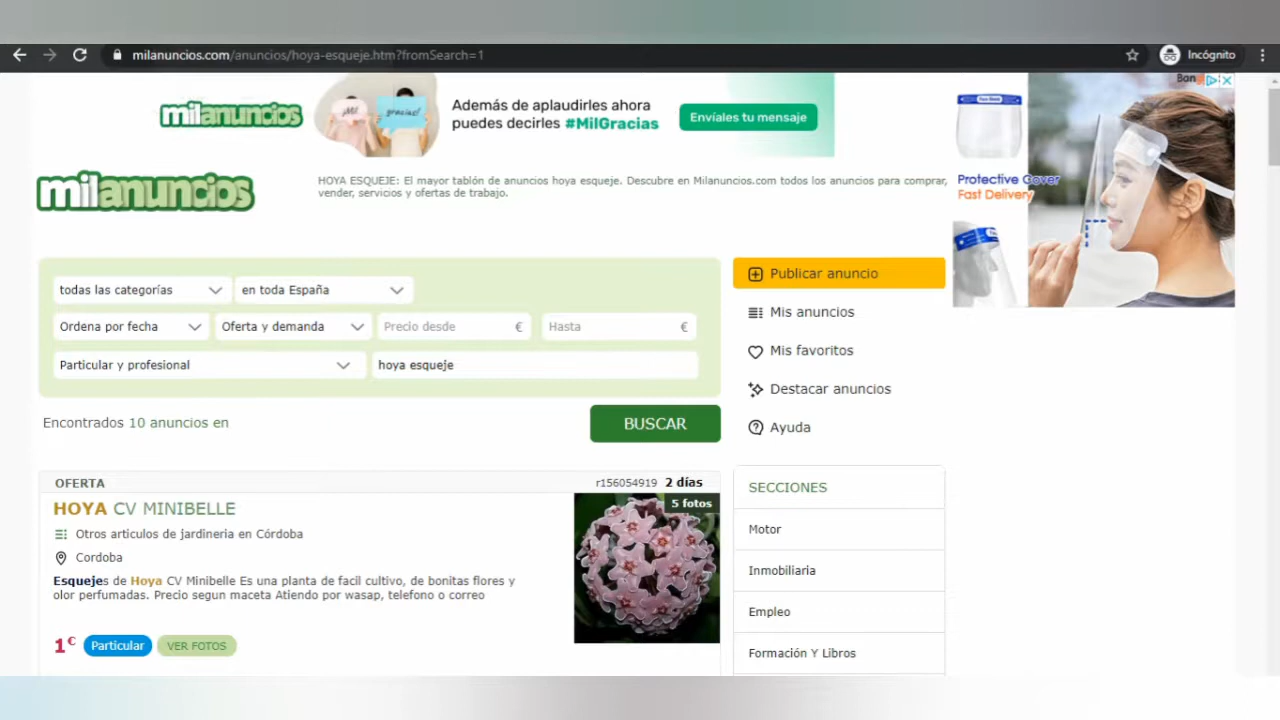 milanuncios.com/anuncios/hoya-esqueje.htm?fromSearch=1
Incógnito
milanuncios
¡Mil
gracias!
Además de aplaudirles ahora
puedes decirles #MilGracias
Envíales tu mensaje
milanuncios
HOYA ESQUEJE: El mayor tablón de anuncios hoya esqueje. Descubre en Milanuncios.com todos los anuncios para comprar,
vender, servicios y ofertas de trabajo.
Protective Cover
Fast Delivery
todas las categorías
en toda España
Ordena por fecha
Oferta y demanda
Precio desde €
Hasta €
Particular y profesional
hoya esqueje
Encontrados 10 anuncios en
BUSCAR
Publicar anuncio
Mis anuncios
Mis favoritos
Destacar anuncios
Ayuda
OFERTA
r156054919 2 días
HOYA CV MINIBELLE
5 fotos
Otros articulos de jardineria en Córdoba
Cordoba
Esquejes de Hoya CV Minibelle Es una planta de facil cultivo, de bonitas flores y
olor perfumadas. Precio segun maceta Atiendo por wasap, telefono o correo
1€
Particular
VER FOTOS
SECCIONES
Motor
Inmobiliaria
Empleo
Formación Y Libros